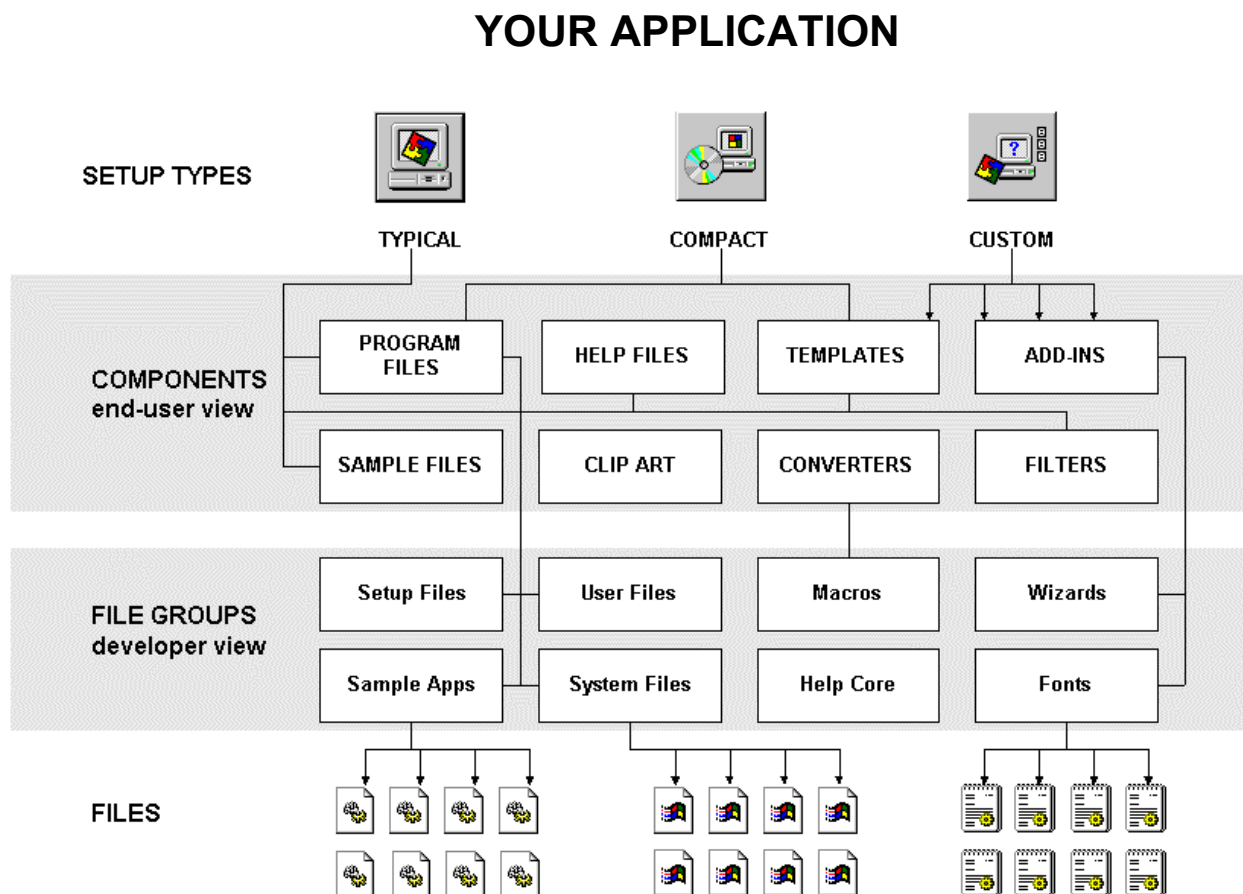 YOUR APPLICATION
SETUP TYPES
TYPICAL
COMPACT
CUSTOM
?
COMPONENTS
end-user view
PROGRAM
FILES
HELP FILES
TEMPLATES
ADD-INS
SAMPLE FILES
CLIP ART
CONVERTERS
FILTERS
FILE GROUPS
developer view
Setup Files
User Files
Macros
Wizards
Sample Apps
System Files
Help Core
Fonts
FILES